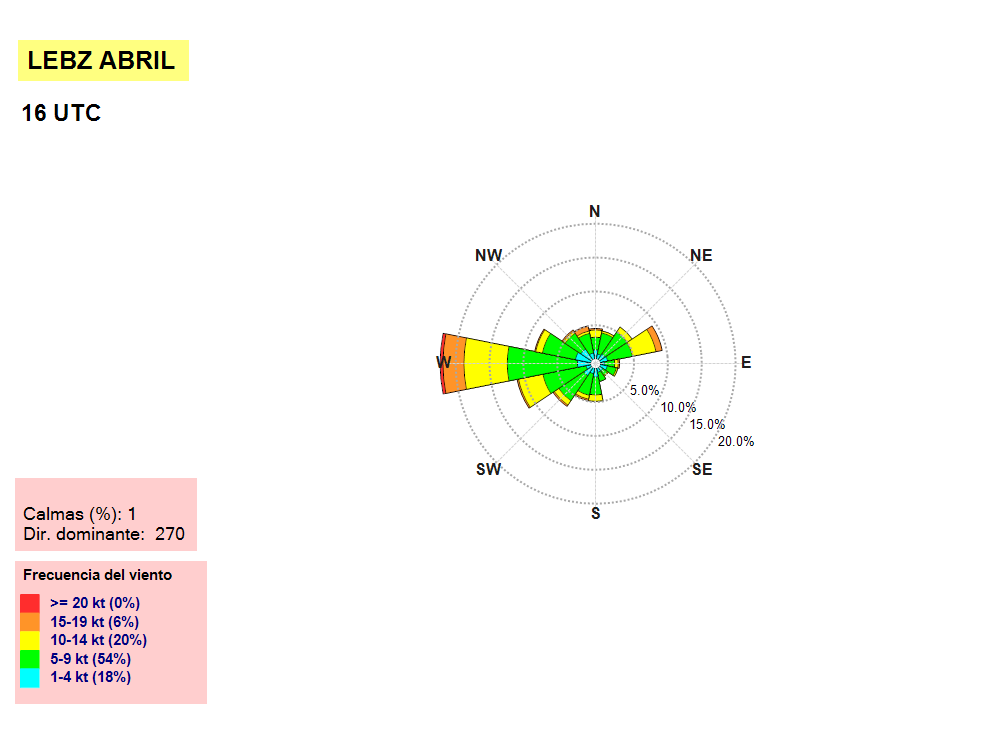 LEBZ ABRIL
16 UTC
N
NW
NE
W
E
5.0%
10.0%
15.0%
20.0%
SW
SE
S
Calmas (%): 1
Dir. dominante: 270
Frecuencia del viento
>= 20 kt (0%)
15-19 kt (6%)
10-14 kt (20%)
5-9 kt (54%)
1-4 kt (18%)